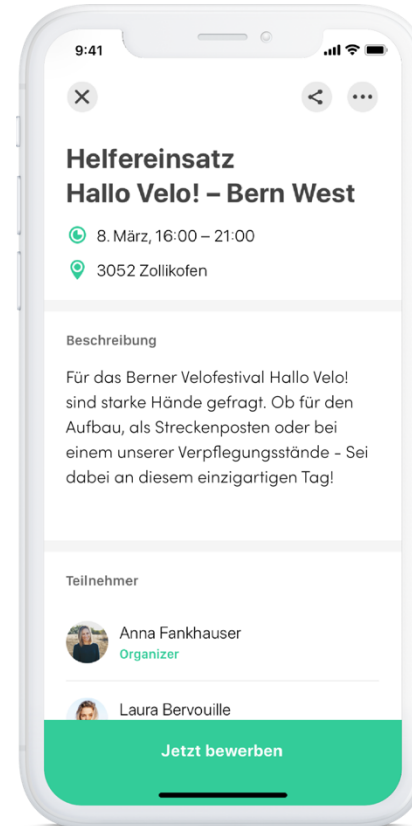 9:41
Helfereinsatz
Hallo Velo! – Bern West
8. März, 16:00 – 21:00
3052 Zollikofen
Beschreibung
Für das Berner Velofestival Hallo Velo!
sind starke Hände gefragt. Ob für den
Aufbau, als Streckenposten oder bei
einem unserer Verpflegungsstände - Sei
dabei an diesem einzigartigen Tag!
Teilnehmer
Anna Fankhauser
Organizer
Laura Bervouille
Jetzt bewerben